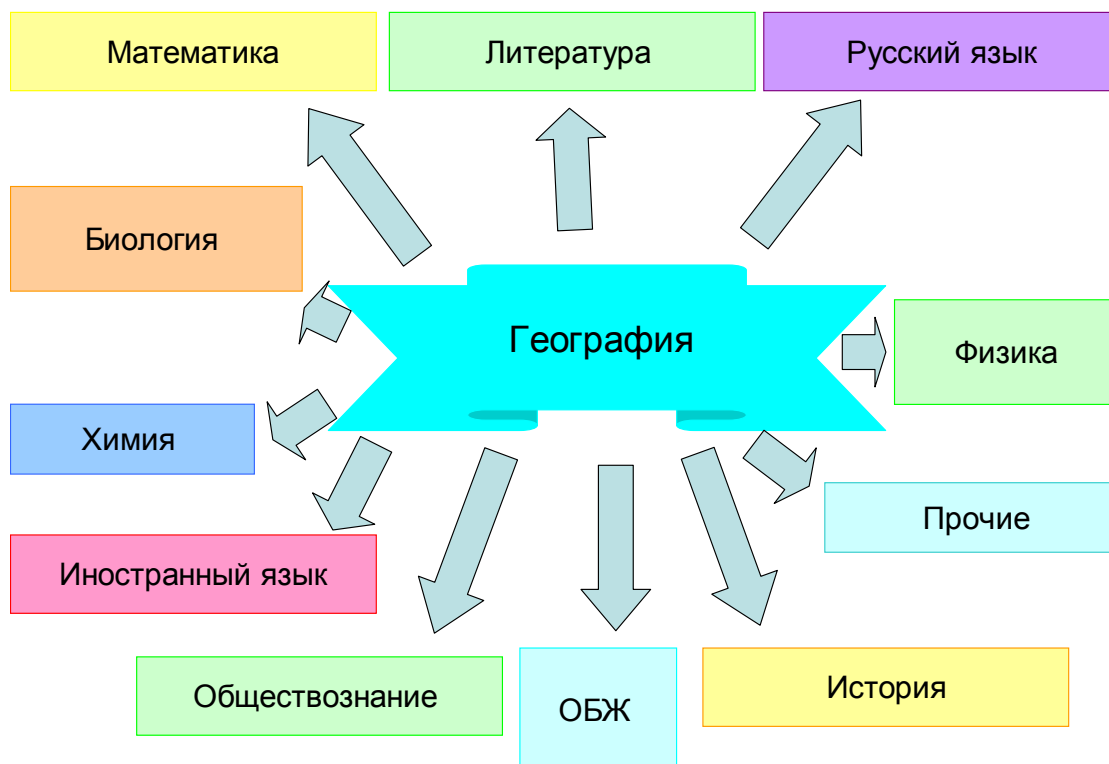 Математика
Литература
Русский язык
Биология
География
Физика
Химия
Прочие
Иностранный язык
Обществознание
ОБЖ
История